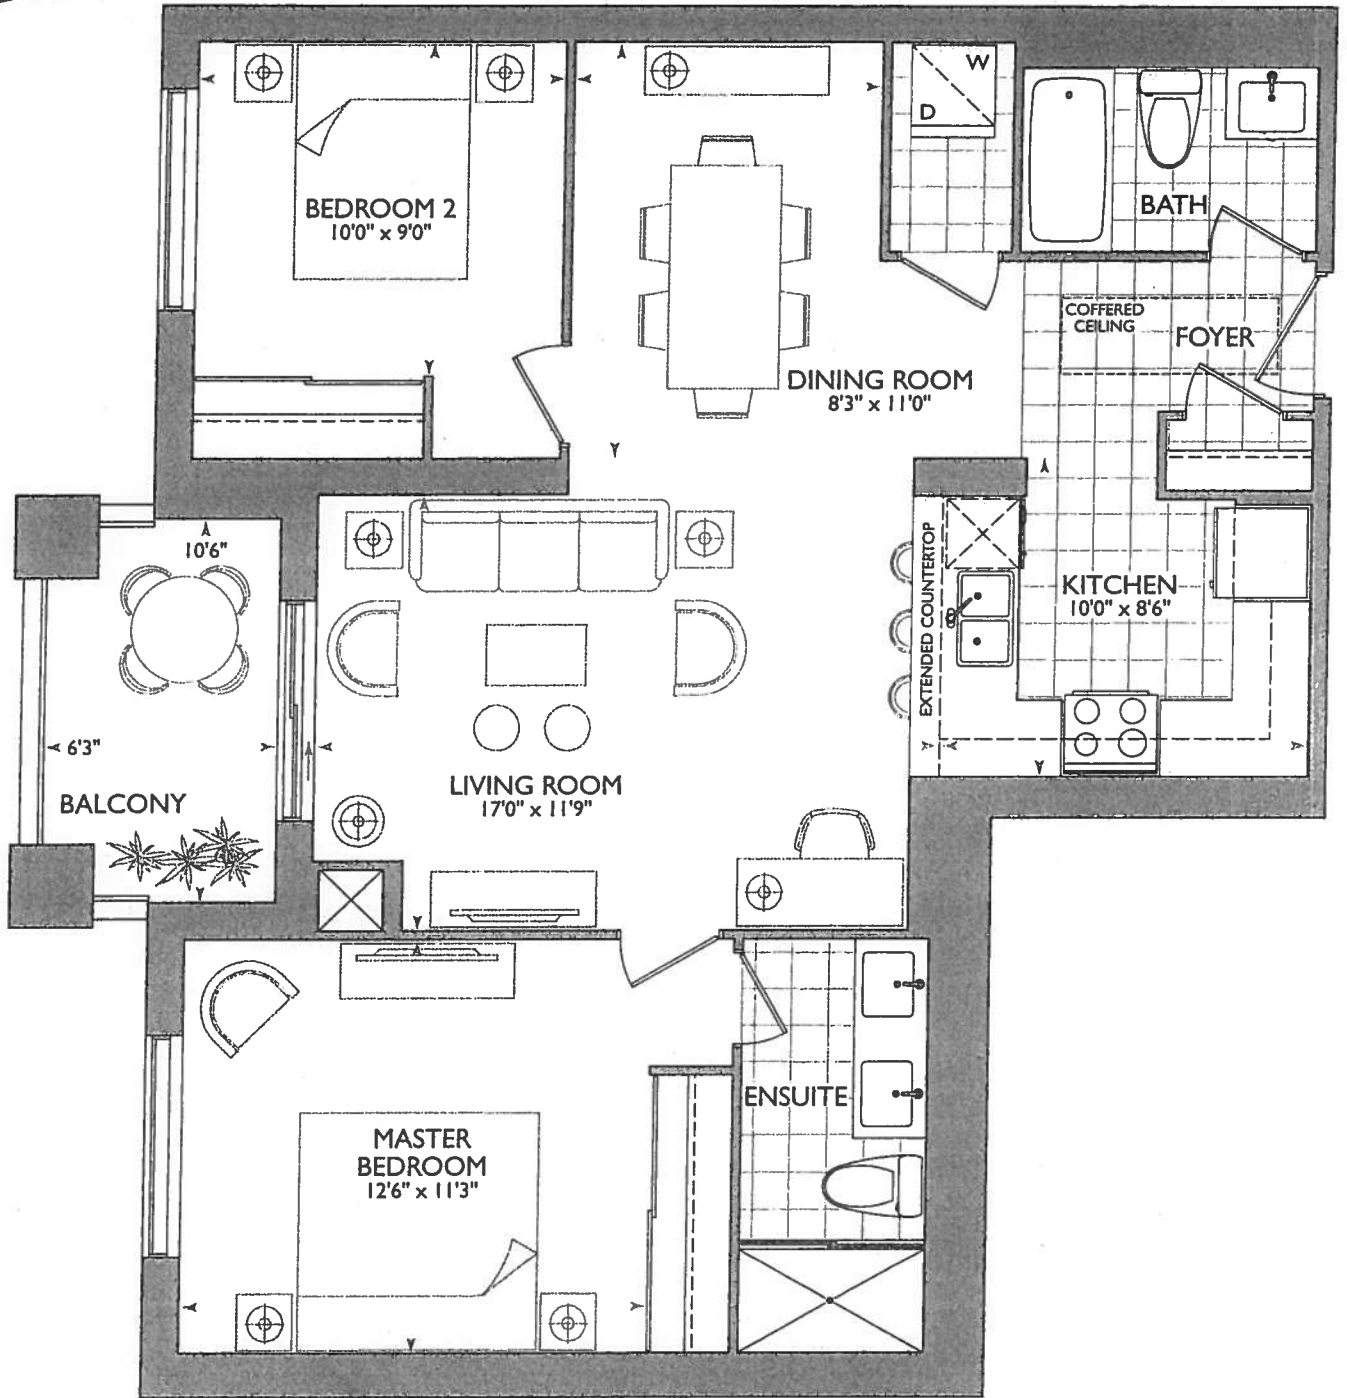 W
D
BEDROOM 2
10'0" x 9'0"
BATH
COFFERED
CEILING
FOYER
DINING ROOM
8'3" x 11'0"
10'6"
EXTENDED COUNTERTOP
KITCHEN
10'0" x 8'6"
6'3"
BALCONY
LIVING ROOM
17'0" x 11'9"
ENSUITE
MASTER
BEDROOM
12'6" x 11'3"